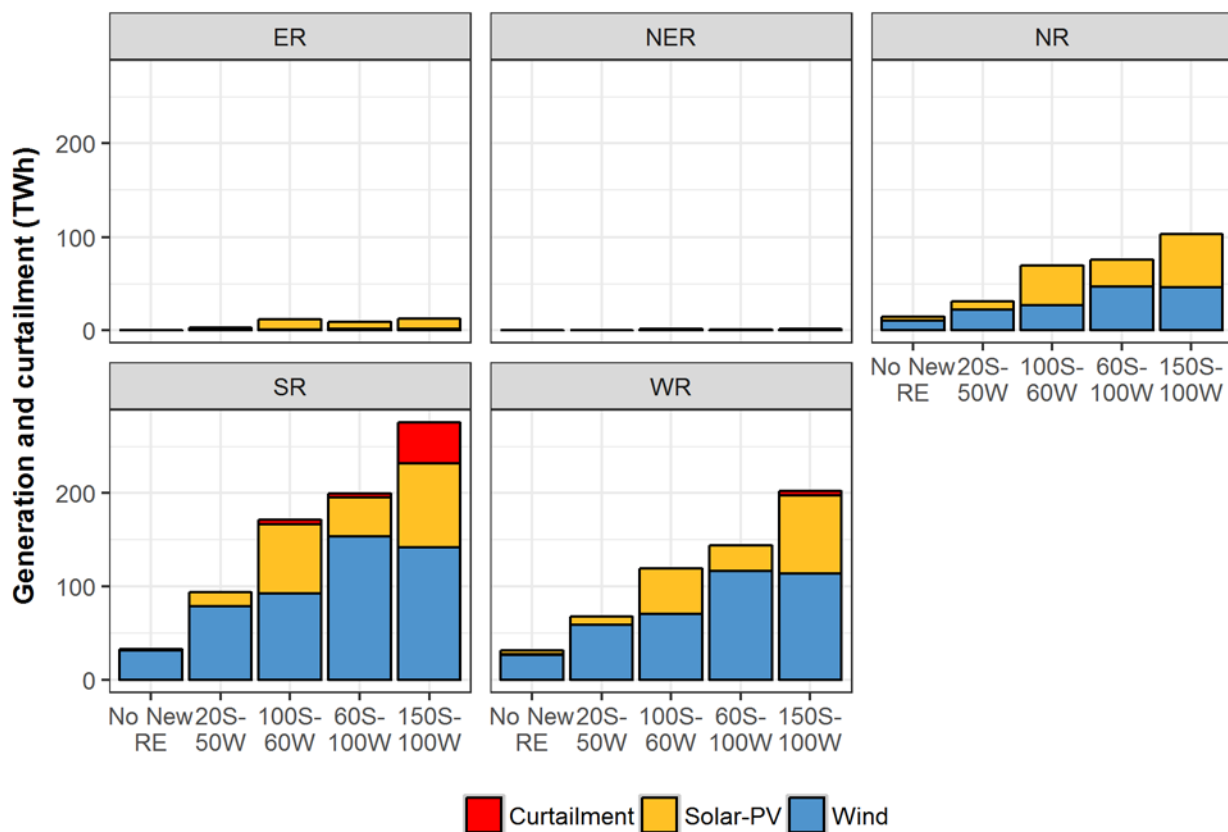 ER NER NR
Generation and curtailment (TWh)
200
100
0
No New 20S- 100S- 60S- 150S-
RE 50W 60W 100W 100W
SR WR
200
100
0
No New 20S- 100S- 60S- 150S- No New 20S- 100S- 60S- 150S-
RE 50W 60W 100W 100W RE 50W 60W 100W 100W
Curtailment Solar-PV Wind